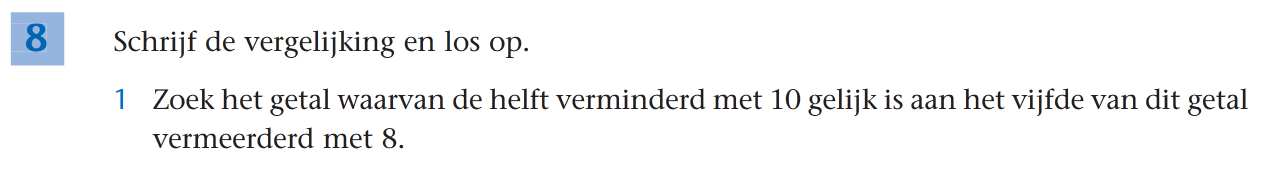 8 Schrijf de vergelijking en los op.
1 Zoek het getal waarvan de helft verminderd met 10 gelijk is aan het vijfde van dit getal
vermeerderd met 8.